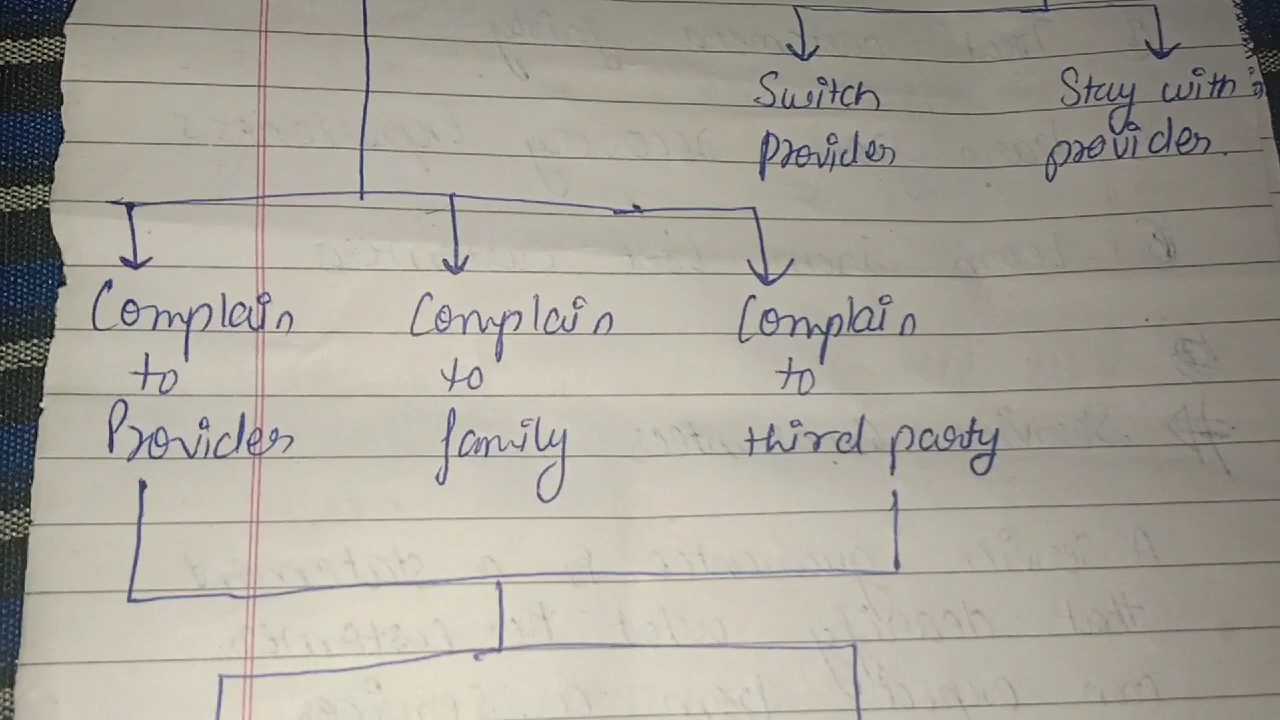 Switch
Provider
Stay with
provider.
Complain
to
Provider
Complain
to
family
Complain
to
third party